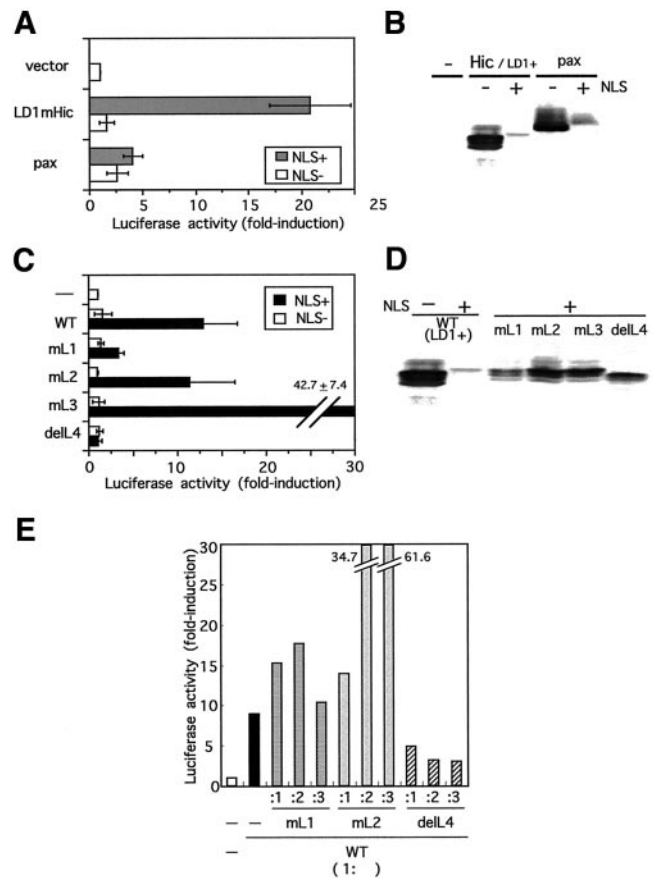 A
vector
LD1mHic
pax
NLS+
NLS-
0 5 10 15 20 25
Luciferase activity (fold-induction)
B
– Hic / LD1+ pax
– + – + NLS
C
—
WT
mL1
mL2
mL3
delL4
NLS+
NLS-
42.7 ± 7.4
0 10 20 30
Luciferase activity (fold-induction)
D
NLS – + +
WT
(LD1+)
mL1 mL2 mL3 delL4
E
Luciferase activity (fold-induction)
30
25
20
15
10
5
0
34.7 61.6
:1 :2 :3 :1 :2 :3 :1 :2 :3
— — mL1 mL2 delL4
— WT
(1: )